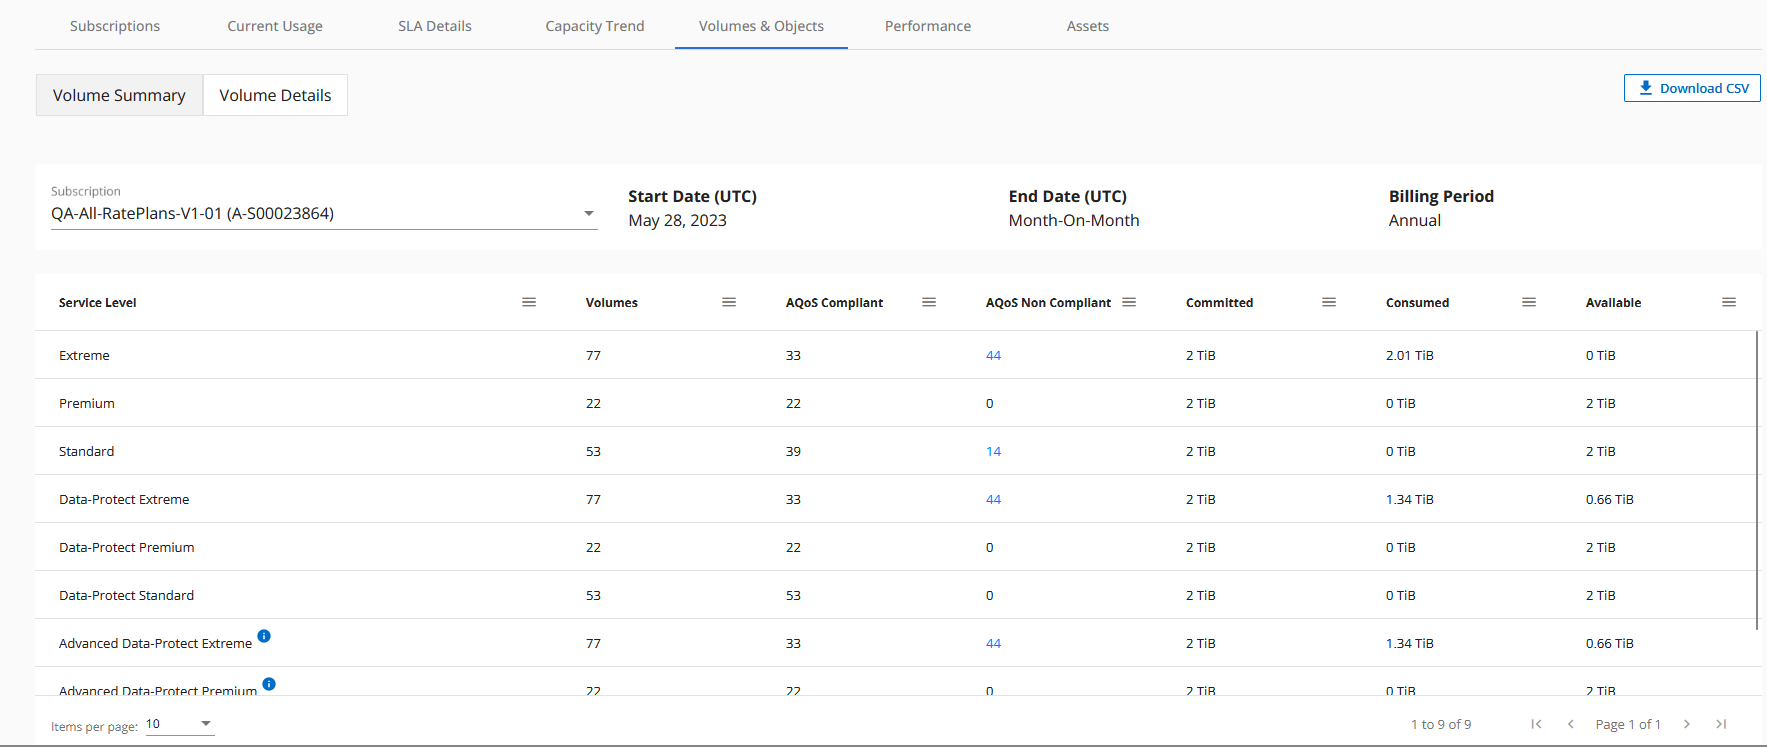 Subscriptions Current Usage SLA Details Capacity Trend Volumes & Objects Performance Assets
Volume Summary Volume Details Download CSV
Subscription
QA-All-RatePlans-V1-01 (A-S00023864)
Start Date (UTC) End Date (UTC) Billing Period
May 28, 2023 Month-On-Month Annual
Service Level Volumes AQoS Compliant AQoS Non Compliant Committed Consumed Available
Extreme 77 33 44 2 TiB 2.01 TiB 0 TiB
Premium 22 22 0 2 TiB 0 TiB 2 TiB
Standard 53 39 14 2 TiB 0 TiB 2 TiB
Data-Protect Extreme 77 33 44 2 TiB 1.34 TiB 0.66 TiB
Data-Protect Premium 22 22 0 2 TiB 0 TiB 2 TiB
Data-Protect Standard 53 53 0 2 TiB 0 TiB 2 TiB
Advanced Data-Protect Extreme 77 33 44 2 TiB 1.34 TiB 0.66 TiB
Advanced Data-Protect Premium 22 22 0 2 TiB 0 TiB 2 TiB
Items per page: 10 1 to 9 of 9 Page 1 of 1